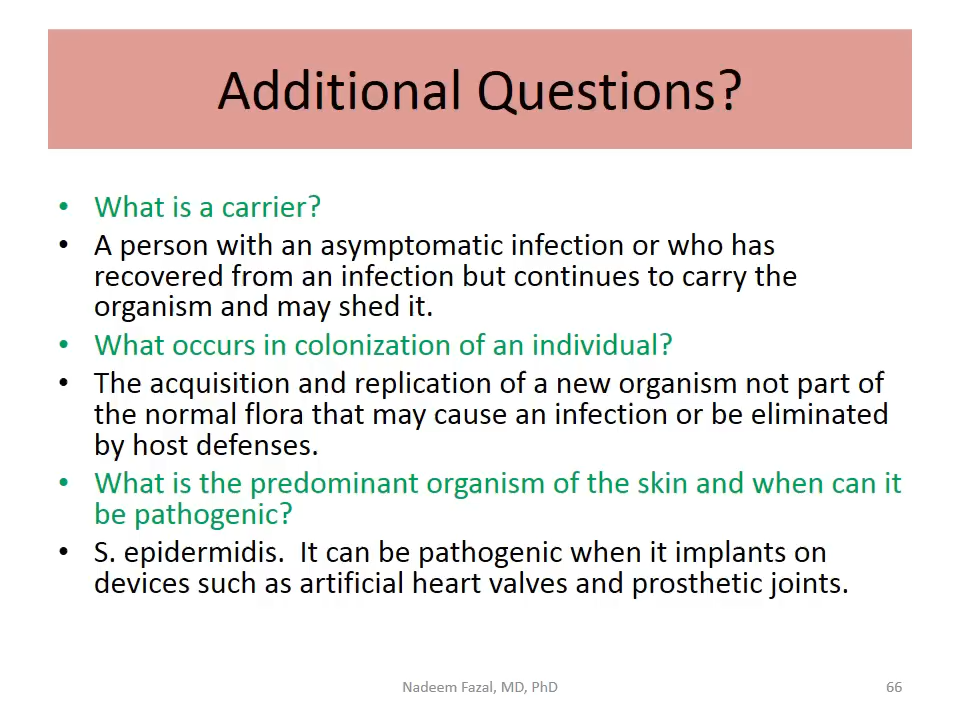 Additional Questions?
• What is a carrier?
• A person with an asymptomatic infection or who has
recovered from an infection but continues to carry the
organism and may shed it.
• What occurs in colonization of an individual?
• The acquisition and replication of a new organism not part of
the normal flora that may cause an infection or be eliminated
by host defenses.
• What is the predominant organism of the skin and when can it
be pathogenic?
• S. epidermidis.  It can be pathogenic when it implants on
devices such as artificial heart valves and prosthetic joints.
Nadeem Fazal, MD, PhD
66